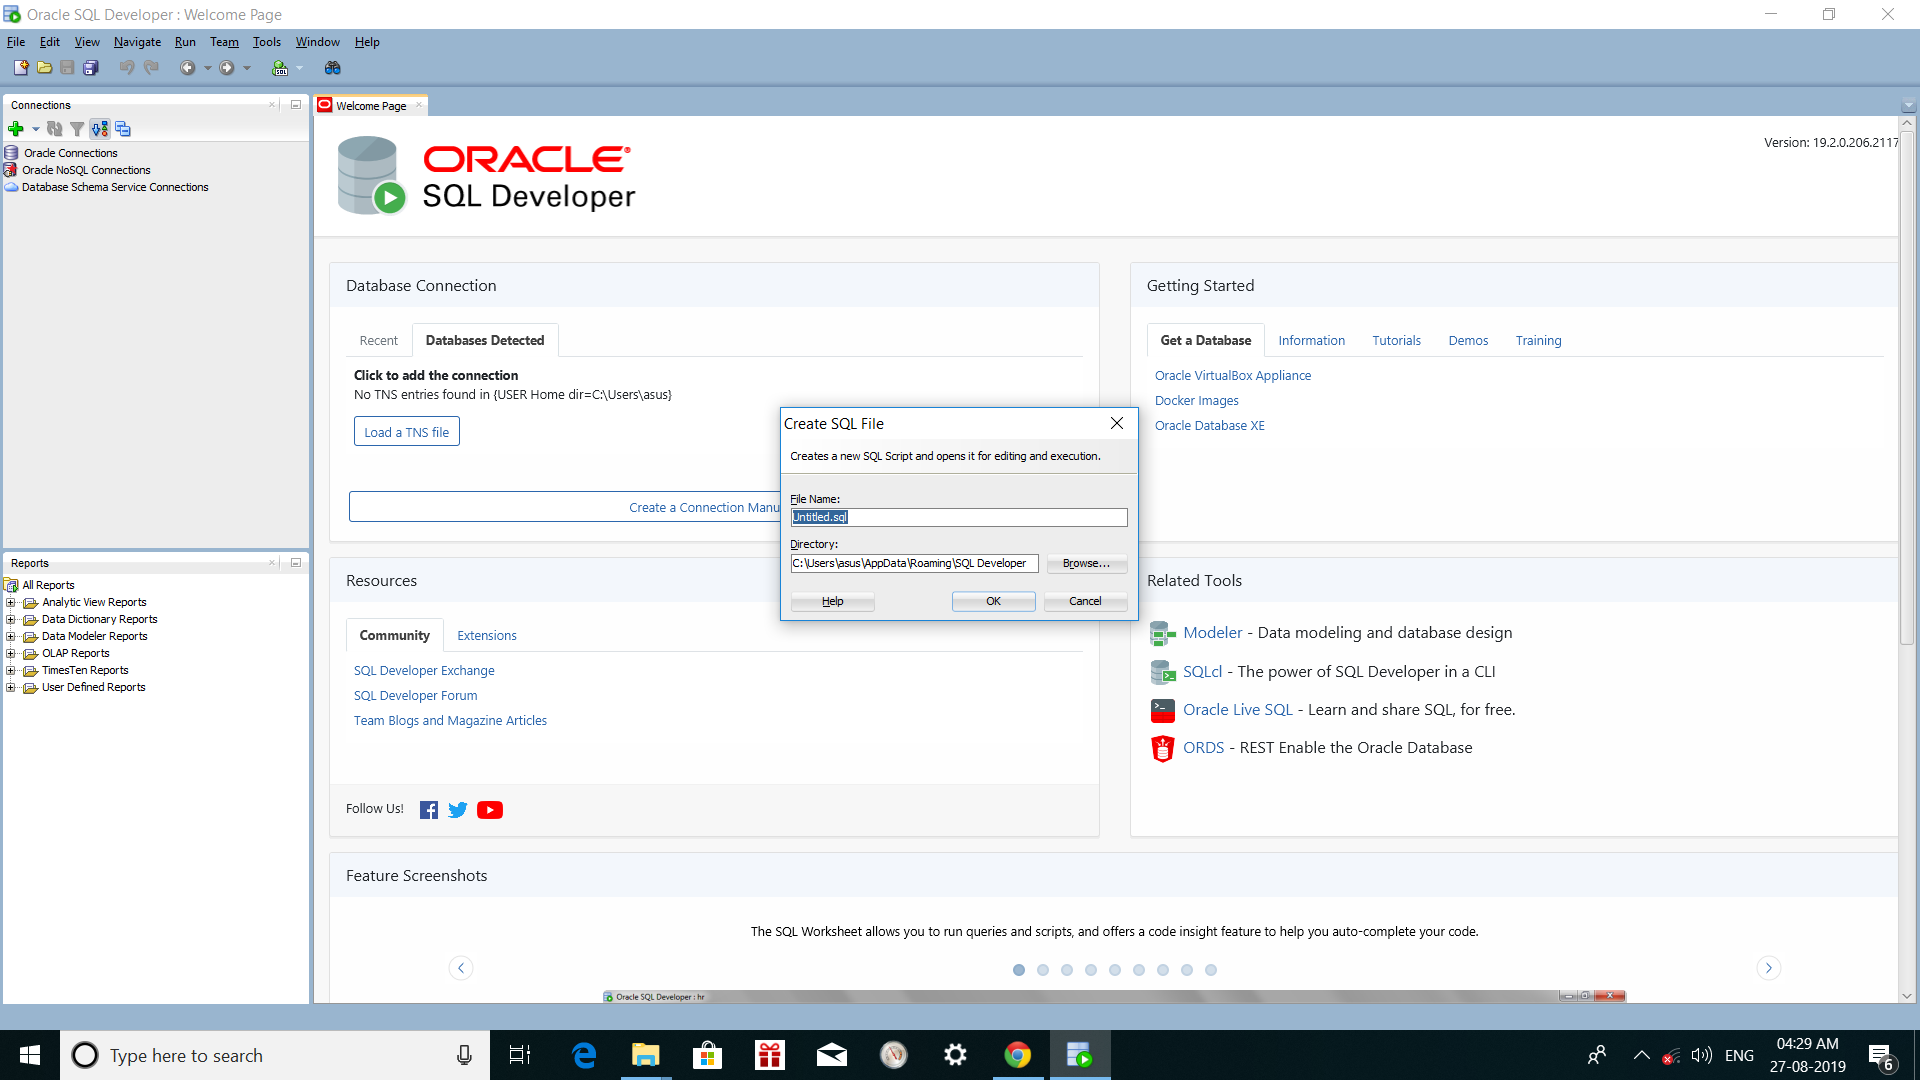 Oracle SQL Developer : Welcome Page
File Edit View Navigate Run Team Tools Window Help
Connections
Oracle Connections
Oracle NoSQL Connections
Database Schema Service Connections
Reports
All Reports
Analytic View Reports
Data Dictionary Reports
Data Modeler Reports
OLAP Reports
TimesTen Reports
User Defined Reports
Welcome Page
ORACLE
SQL Developer
Version: 19.2.0.206.2117
Database Connection
Recent Databases Detected
Click to add the connection
No TNS entries found in {USER Home dir=C:\Users\asus}
Load a TNS file
Create a Connection Manu
Getting Started
Get a Database Information Tutorials Demos Training
Oracle VirtualBox Appliance
Docker Images
Oracle Database XE
Create SQL File
Creates a new SQL Script and opens it for editing and execution.
File Name:
Untitled.sql
Directory:
C:\Users\asus\AppData\Roaming\SQL Developer Browse...
Help OK Cancel
Resources
Community Extensions
SQL Developer Exchange
SQL Developer Forum
Team Blogs and Magazine Articles
Follow Us!
Related Tools
Modeler - Data modeling and database design
SQLcl - The power of SQL Developer in a CLI
Oracle Live SQL - Learn and share SQL, for free.
ORDS - REST Enable the Oracle Database
Feature Screenshots
The SQL Worksheet allows you to run queries and scripts, and offers a code insight feature to help you auto-complete your code.
Oracle SQL Developer : hr
Type here to search
ENG
04:29 AM
27-08-2019
6